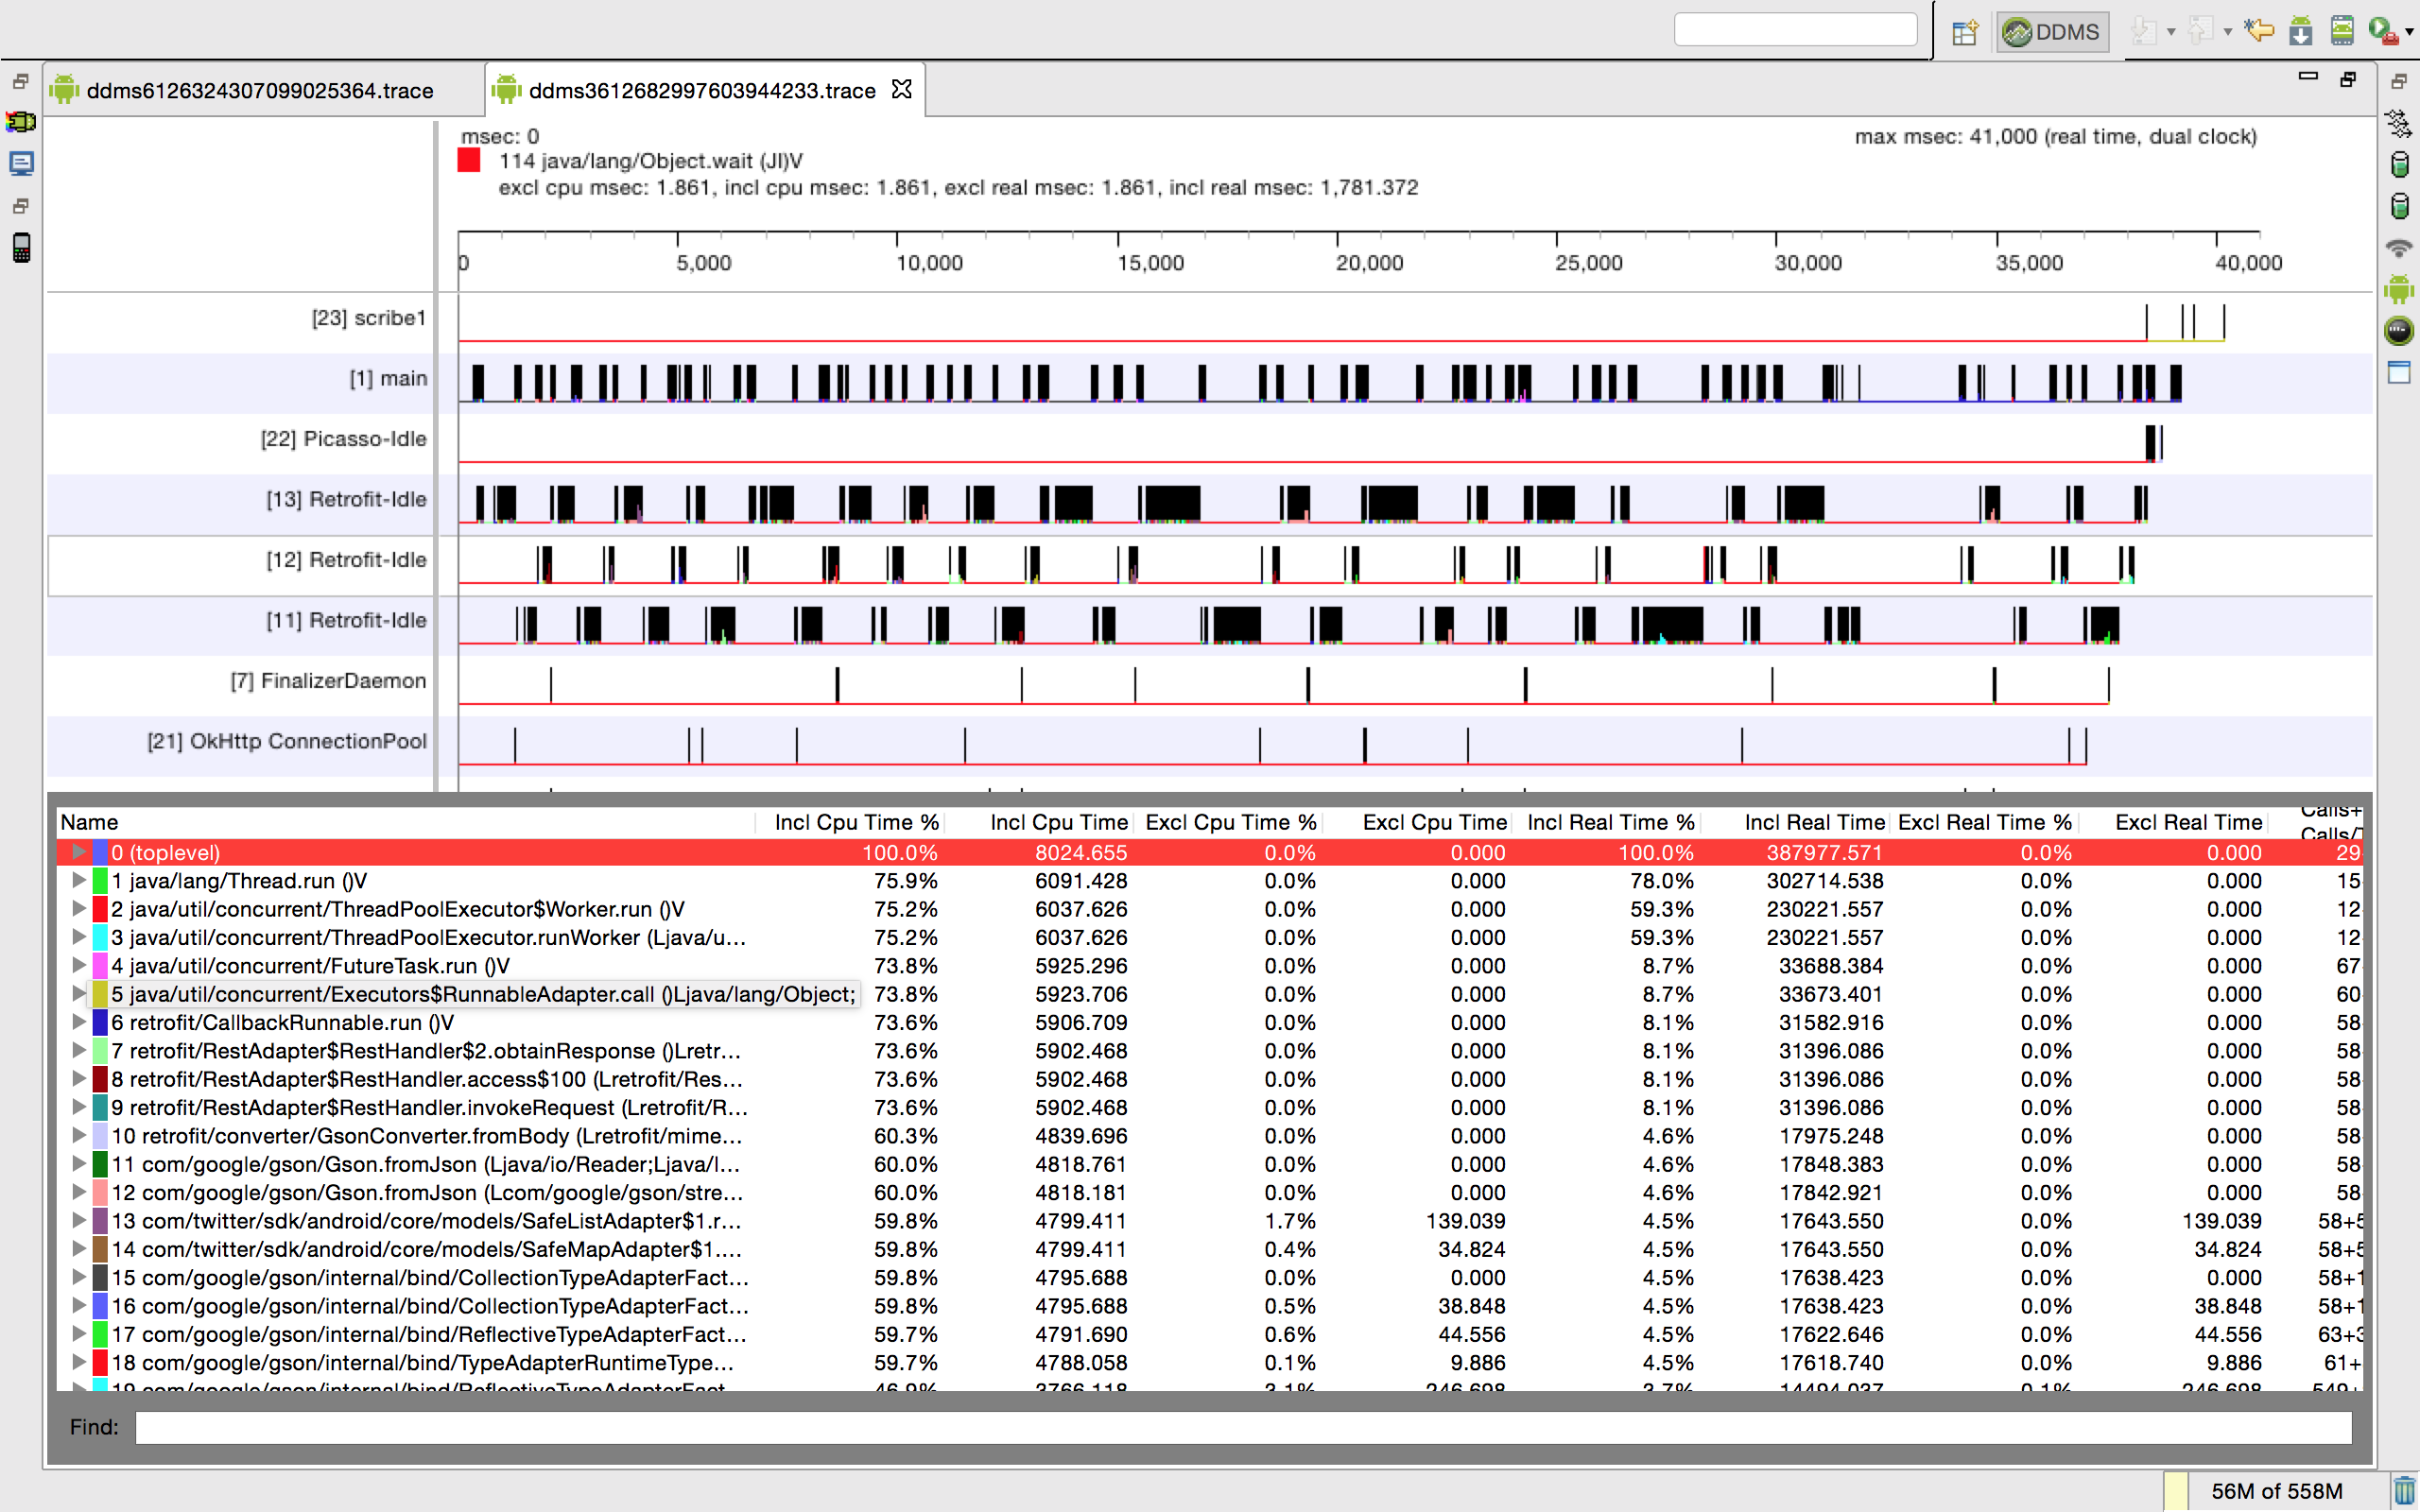 DDMS
ddms6126324307099025364.trace
ddms3612682997603944233.trace
msec: 0
max msec: 41,000 (real time, dual clock)
114 java/lang/Object.wait (JI)V
excl cpu msec: 1.861, incl cpu msec: 1.861, excl real msec: 1.861, incl real msec: 1,781.372
0 5,000 10,000 15,000 20,000 25,000 30,000 35,000 40,000
[23] scribe1
[1] main
[22] Picasso-Idle
[13] Retrofit-Idle
[12] Retrofit-Idle
[11] Retrofit-Idle
[7] FinalizerDaemon
[21] OkHttp ConnectionPool
Name Incl Cpu Time % Incl Cpu Time Excl Cpu Time % Excl Cpu Time Incl Real Time % Incl Real Time Excl Real Time % Excl Real Time Calls+
0 (toplevel) 100.0% 8024.655 0.0% 0.000 100.0% 387977.571 0.0% 0.000 29
1 java/lang/Thread.run ()V 75.9% 6091.428 0.0% 0.000 78.0% 302714.538 0.0% 0.000 15
2 java/util/concurrent/ThreadPoolExecutor$Worker.run ()V 75.2% 6037.626 0.0% 0.000 59.3% 230221.557 0.0% 0.000 12
3 java/util/concurrent/ThreadPoolExecutor.runWorker (Ljava/u... 75.2% 6037.626 0.0% 0.000 59.3% 230221.557 0.0% 0.000 12
4 java/util/concurrent/FutureTask.run ()V 73.8% 5925.296 0.0% 0.000 8.7% 33688.384 0.0% 0.000 67
5 java/util/concurrent/Executors$RunnableAdapter.call ()Ljava/lang/Object; 73.8% 5923.706 0.0% 0.000 8.7% 33673.401 0.0% 0.000 60
6 retrofit/CallbackRunnable.run ()V 73.6% 5906.709 0.0% 0.000 8.1% 31582.916 0.0% 0.000 58
7 retrofit/RestAdapter$RestHandler$2.obtainResponse ()Lretr... 73.6% 5902.468 0.0% 0.000 8.1% 31396.086 0.0% 0.000 58
8 retrofit/RestAdapter$RestHandler.access$100 (Lretrofit/Res... 73.6% 5902.468 0.0% 0.000 8.1% 31396.086 0.0% 0.000 58
9 retrofit/RestAdapter$RestHandler.invokeRequest (Lretrofit/R... 73.6% 5902.468 0.0% 0.000 8.1% 31396.086 0.0% 0.000 58
10 retrofit/converter/GsonConverter.fromBody (Lretrofit/mime... 60.3% 4839.696 0.0% 0.000 4.6% 17975.248 0.0% 0.000 58
11 com/google/gson/Gson.fromJson (Ljava/io/Reader;Ljava/l... 60.0% 4818.761 0.0% 0.000 4.6% 17848.383 0.0% 0.000 58
12 com/google/gson/Gson.fromJson (Lcom/google/gson/stre... 60.0% 4818.181 0.0% 0.000 4.6% 17842.921 0.0% 0.000 58
13 com/twitter/sdk/android/core/models/SafeListAdapter$1.r... 59.8% 4799.411 1.7% 139.039 4.5% 17643.550 0.0% 139.039 58+5
14 com/twitter/sdk/android/core/models/SafeMapAdapter$1.... 59.8% 4799.411 0.4% 34.824 4.5% 17643.550 0.0% 34.824 58+5
15 com/google/gson/internal/bind/CollectionTypeAdapterFact... 59.8% 4795.688 0.0% 0.000 4.5% 17638.423 0.0% 0.000 58+1
16 com/google/gson/internal/bind/CollectionTypeAdapterFact... 59.8% 4795.688 0.5% 38.848 4.5% 17638.423 0.0% 38.848 58+1
17 com/google/gson/internal/bind/ReflectiveTypeAdapterFact... 59.7% 4791.690 0.6% 44.556 4.5% 17622.646 0.0% 44.556 63+3
18 com/google/gson/internal/bind/TypeAdapterRuntimeType... 59.7% 4788.058 0.1% 9.886 4.5% 17618.740 0.0% 9.886 61+
19 com/google/gson/internal/bind/ReflectiveTypeAdapterFact 46.9% 3766.118 3.1% 246.698 3.7% 14494.037 0.1% 246.698
Find:
56M of 558M